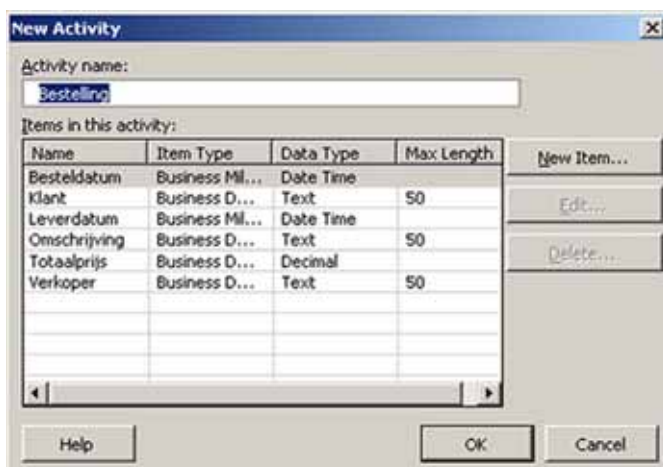 New Activity
Activity name:
Bestelling
Items in this activity:
Name Item Type Data Type Max Length
Besteldatum Business Mil... Date Time
Klant Business D... Text 50
Leverdatum Business Mil... Date Time
Omschrijving Business D... Text 50
Totaalprijs Business D... Decimal
Verkoper Business D... Text 50
New Item...
Edit...
Delete...
Help OK Cancel